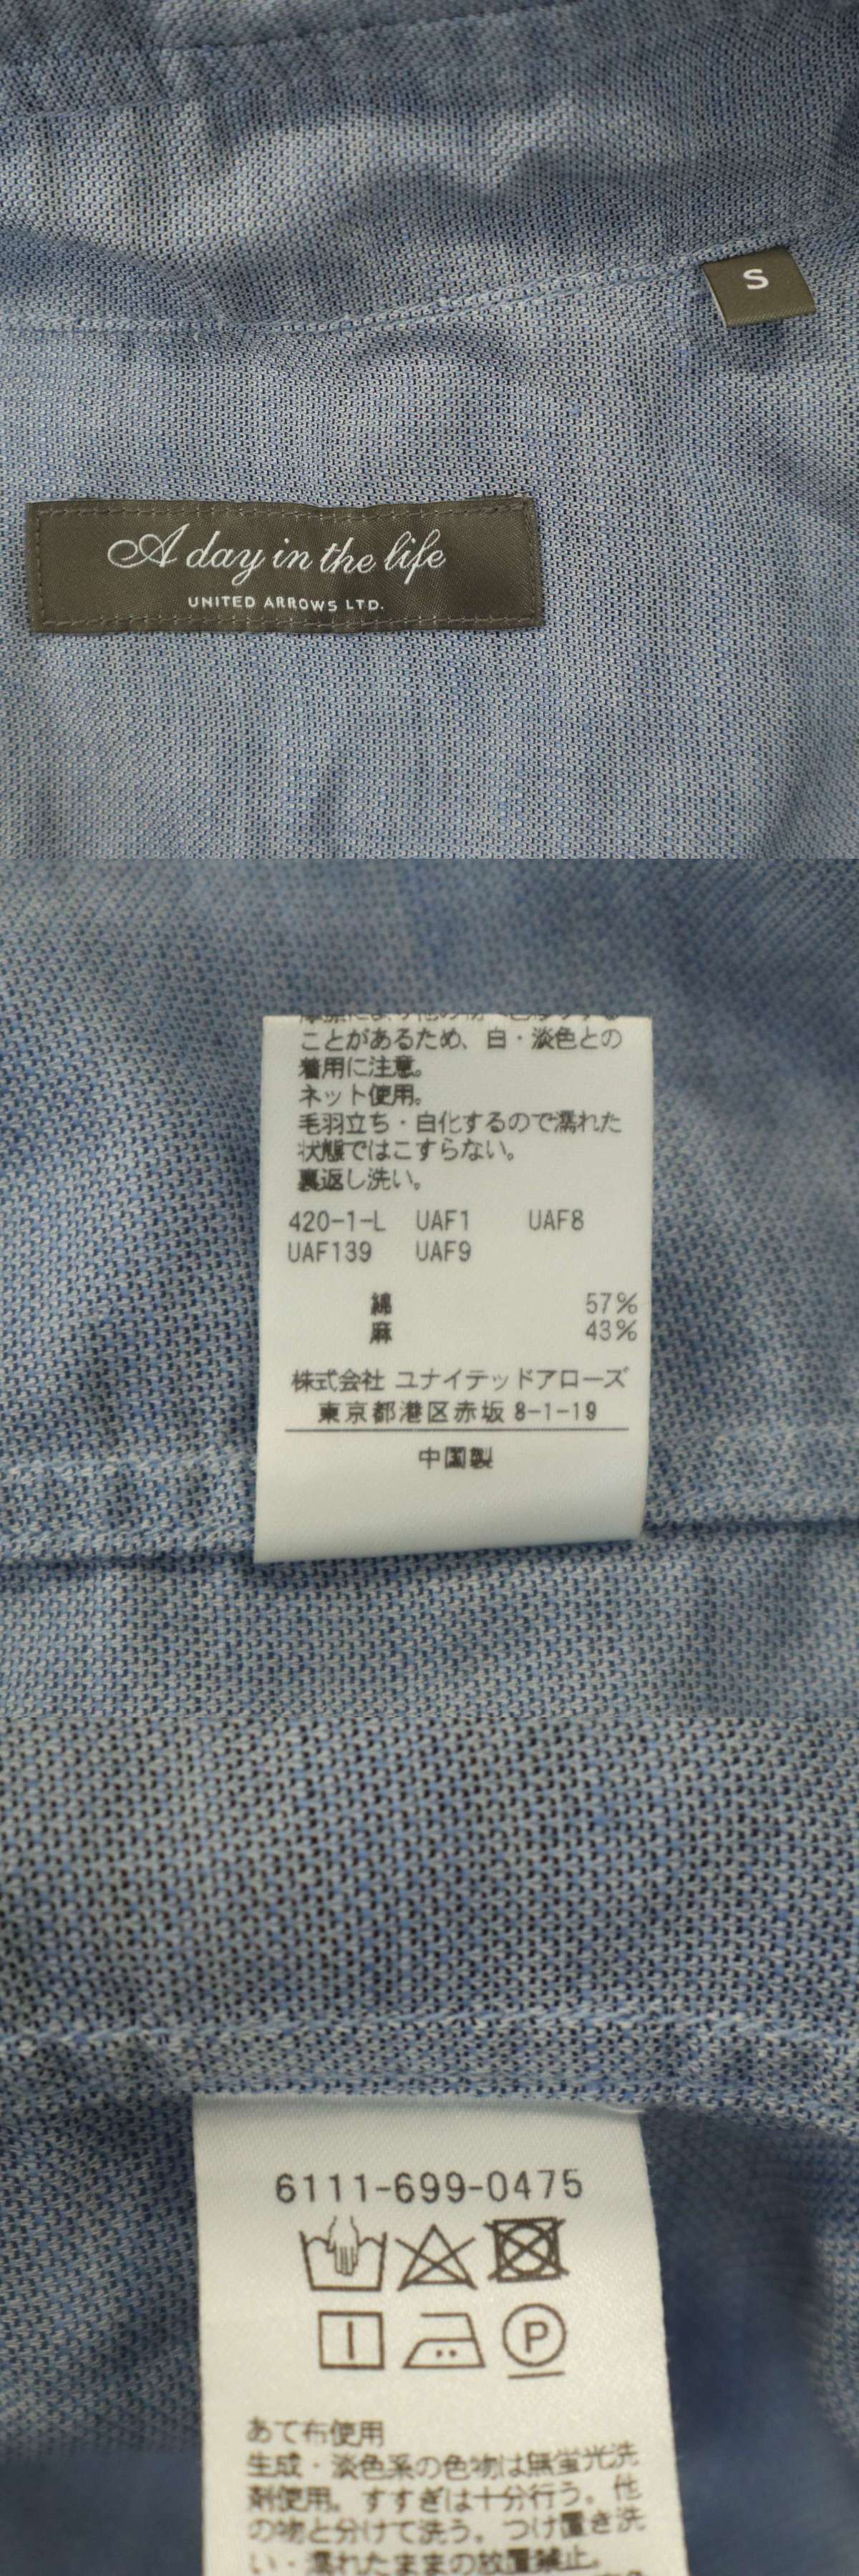 S
A day in the life
UNITED ARROWS LTD.
ことがあるため、白・淡色との
着用に注意。
ネット使用。
毛羽立ち・白化するので濡れた
状態ではこすらない。
裏返し洗い。
420-1-L UAF1 UAF8
UAF139 UAF9
綿 57%
麻 43%
株式会社 ユナイテッドアローズ
東京都港区赤坂 8-1-19
中国製
6111-699-0475
P
あて布使用
生成・淡色系の色物は無蛍光洗
剤使用。すすぎは十分行う。他
の物と分けて洗う。つけ置き洗
い・濡れたままの放置禁止。